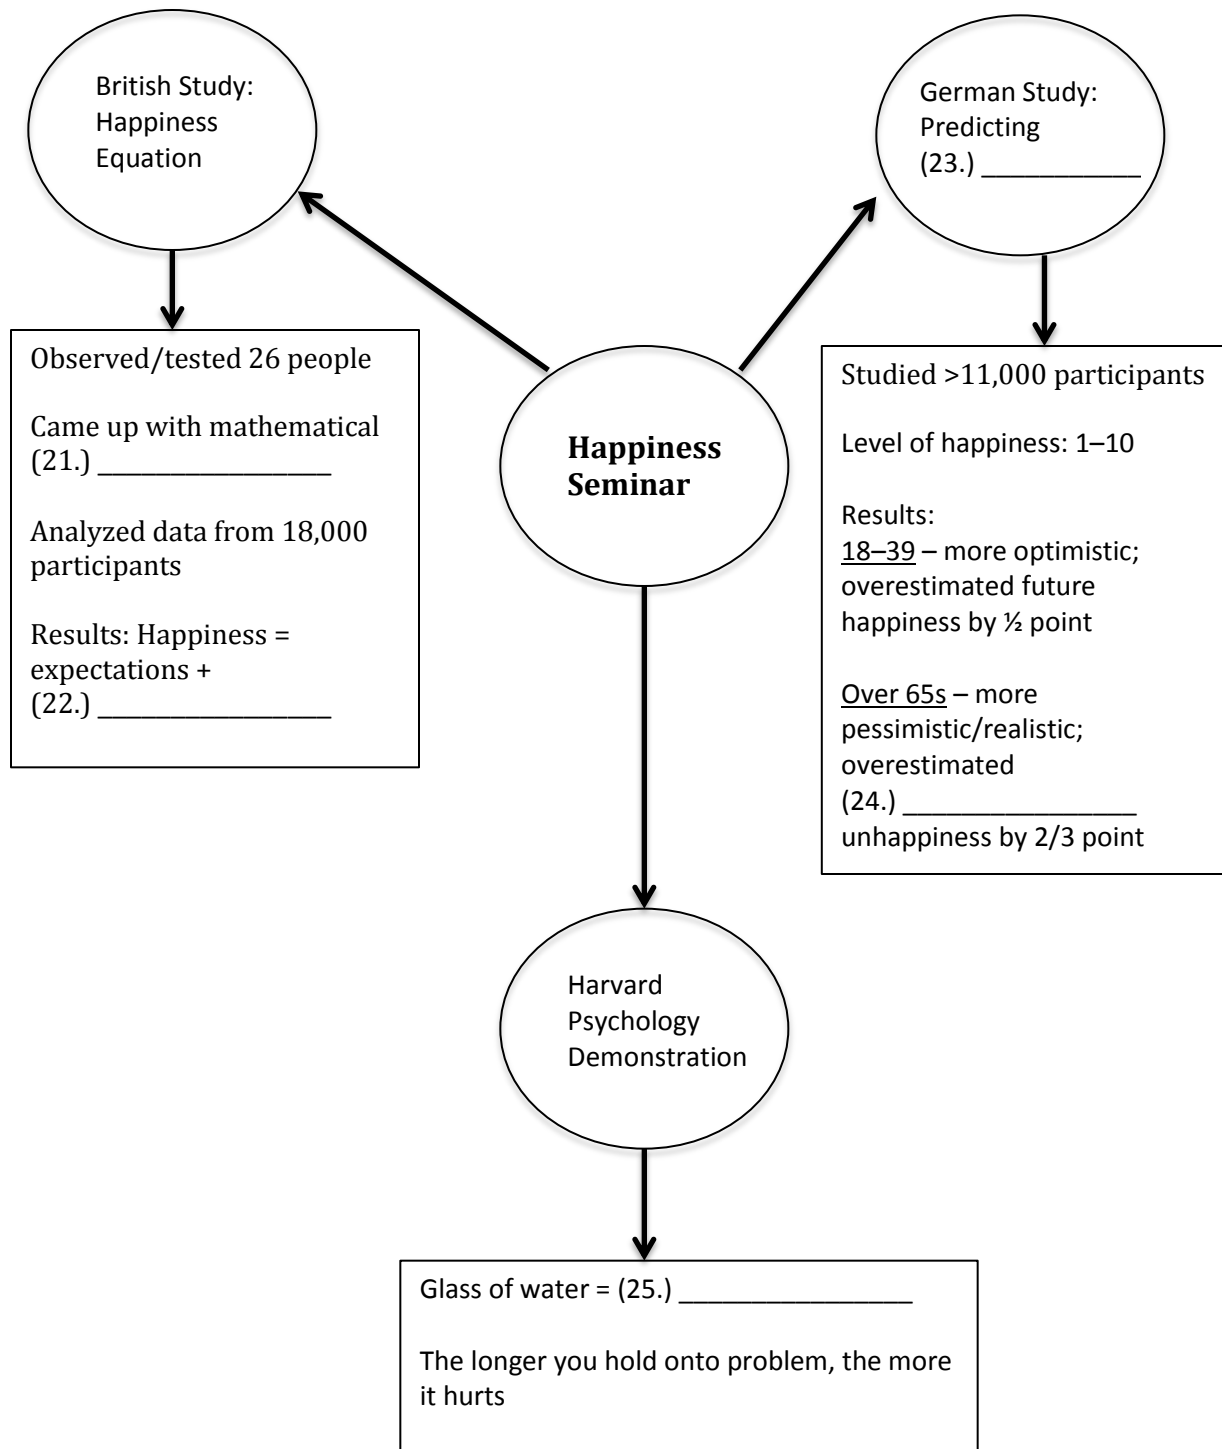 British Study:
Happiness
Equation
German Study:
Predicting
(23.) ___________
Observed/tested 26 people
Came up with mathematical
(21.) ________________
Analyzed data from 18,000
participants
Results: Happiness =
expectations +
(22.) ________________
Happiness
Seminar
Studied >11,000 participants
Level of happiness: 1–10
Results:
18–39 – more optimistic;
overestimated future
happiness by ½ point
Over 65s – more
pessimistic/realistic;
overestimated
(24.) ________________
unhappiness by 2/3 point
Harvard
Psychology
Demonstration
Glass of water = (25.) ________________
The longer you hold onto problem, the more
it hurts